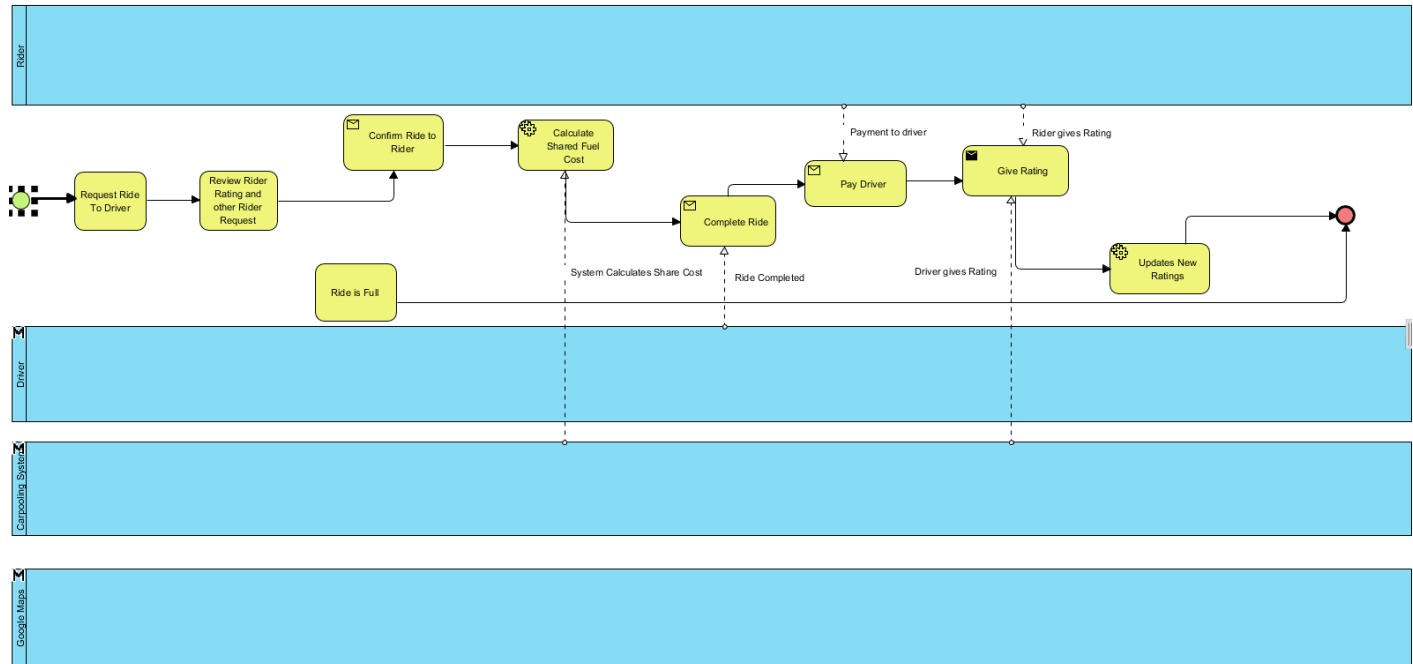 Rider
Confirm Ride to
Rider
Calculate
Shared Fuel
Cost
Payment to driver
Rider gives Rating
Request Ride
To Driver
Review Rider
Rating and
other Rider
Request
Pay Driver
Give Rating
Complete Ride
System Calculates Share Cost
Ride Completed
Driver gives Rating
Updates New
Ratings
Ride is Full
Driver
Carpooling System
Google Maps